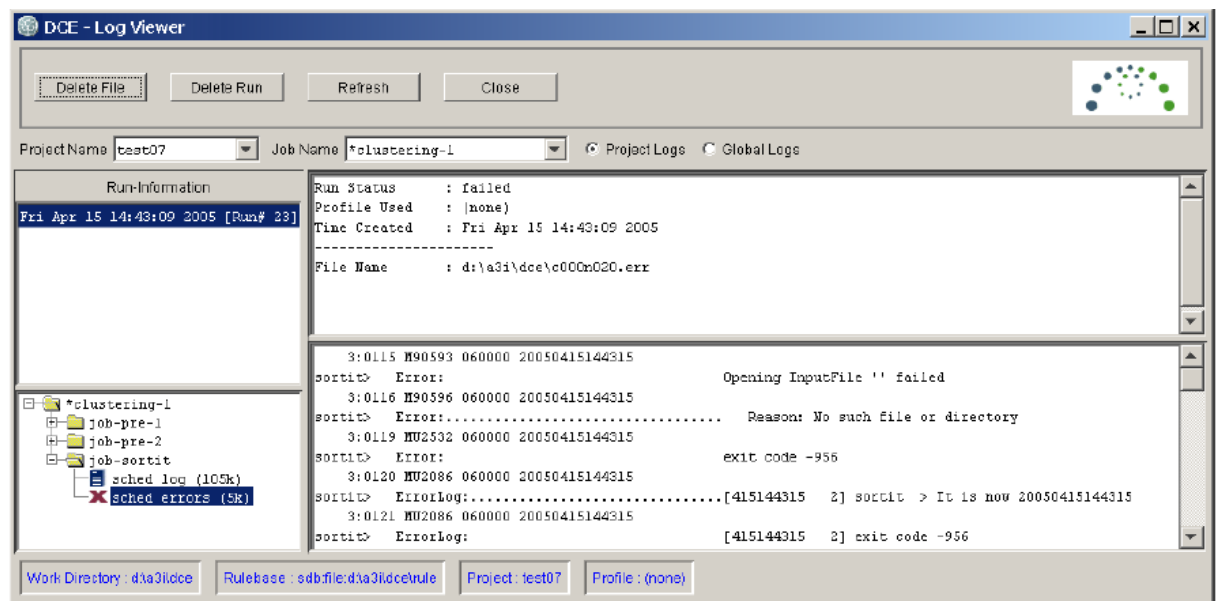 DCE - Log Viewer
Delete File Delete Run Refresh Close
Project Name test07 Job Name *clustering-1 Project Logs Global Logs
Run-Information
Fri Apr 15 14:43:09 2005 [Run# 23]
Run Status : failed
Profile Used : |none)
Time Created : Fri Apr 15 14:43:09 2005
----------------------
File Name : d:\a3i\dce\c000n020.err
*clustering-1
job-pre-1
job-pre-2
job-sortit
sched log (105k)
sched errors (5k)
3:0115 M90593 060000 20050415144315
sortit> Error: Opening InputFile '' failed
3:0116 M90596 060000 20050415144315
sortit> Error:.................................. Reason: No such file or directory
3:0119 MU2532 060000 20050415144315
sortit> Error: exit code -956
3:0120 MU2086 060000 20050415144315
sortit> ErrorLog:...............................[415144315 2] sortit > It is now 20050415144315
3:0121 MU2086 060000 20050415144315
sortit> ErrorLog: [415144315 2] exit code -956
Work Directory : d:\a3i\dce Rulebase : sdb:file:d:\a3i\dce\rule Project : test07 Profile : (none)